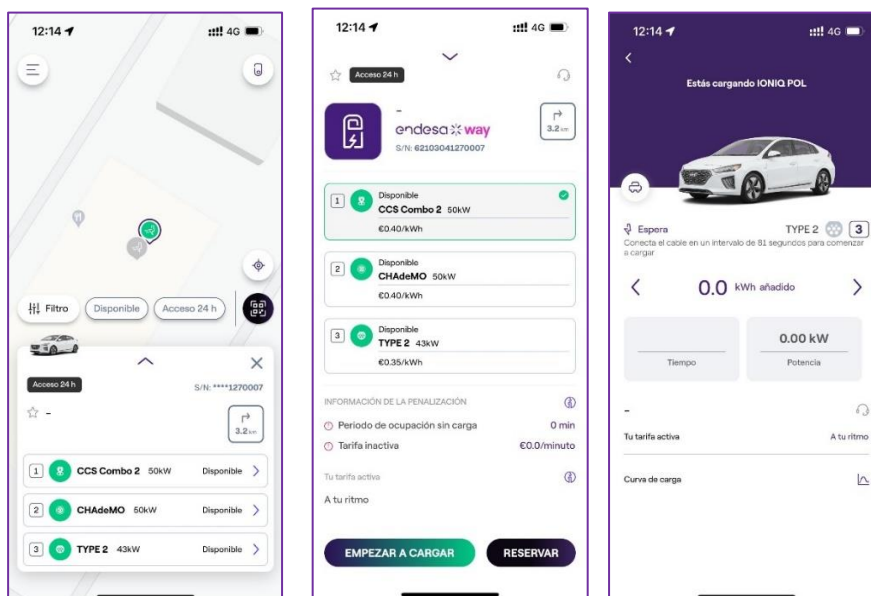 12:14
4G
Filtro
Disponible
Acceso 24 h
Acceso 24 h
S/N: ****1270007
-
3.2 km
1 CCS Combo 2 50kW Disponible
2 CHAdeMO 50kW Disponible
3 TYPE 2 43kW Disponible
12:14
4G
Acceso 24 h
-
endesa way
S/N: 62103041270007
3.2 km
Disponible
1 CCS Combo 2 50kW
€0.40/kWh
Disponible
2 CHAdeMO 50kW
€0.40/kWh
Disponible
3 TYPE 2 43kW
€0.35/kWh
INFORMACIÓN DE LA PENALIZACIÓN
Periodo de ocupación sin carga 0 min
Tarifa inactiva €0.0/minuto
Tu tarifa activa
A tu ritmo
EMPEZAR A CARGAR
RESERVAR
12:14
4G
Estás cargando IONIQ POL
Espera TYPE 2 3
Conecta el cable en un intervalo de 81 segundos para comenzar
a cargar
0.0 kWh añadido
0.00 kW
Tiempo Potencia
-
Tu tarifa activa A tu ritmo
Curva de carga